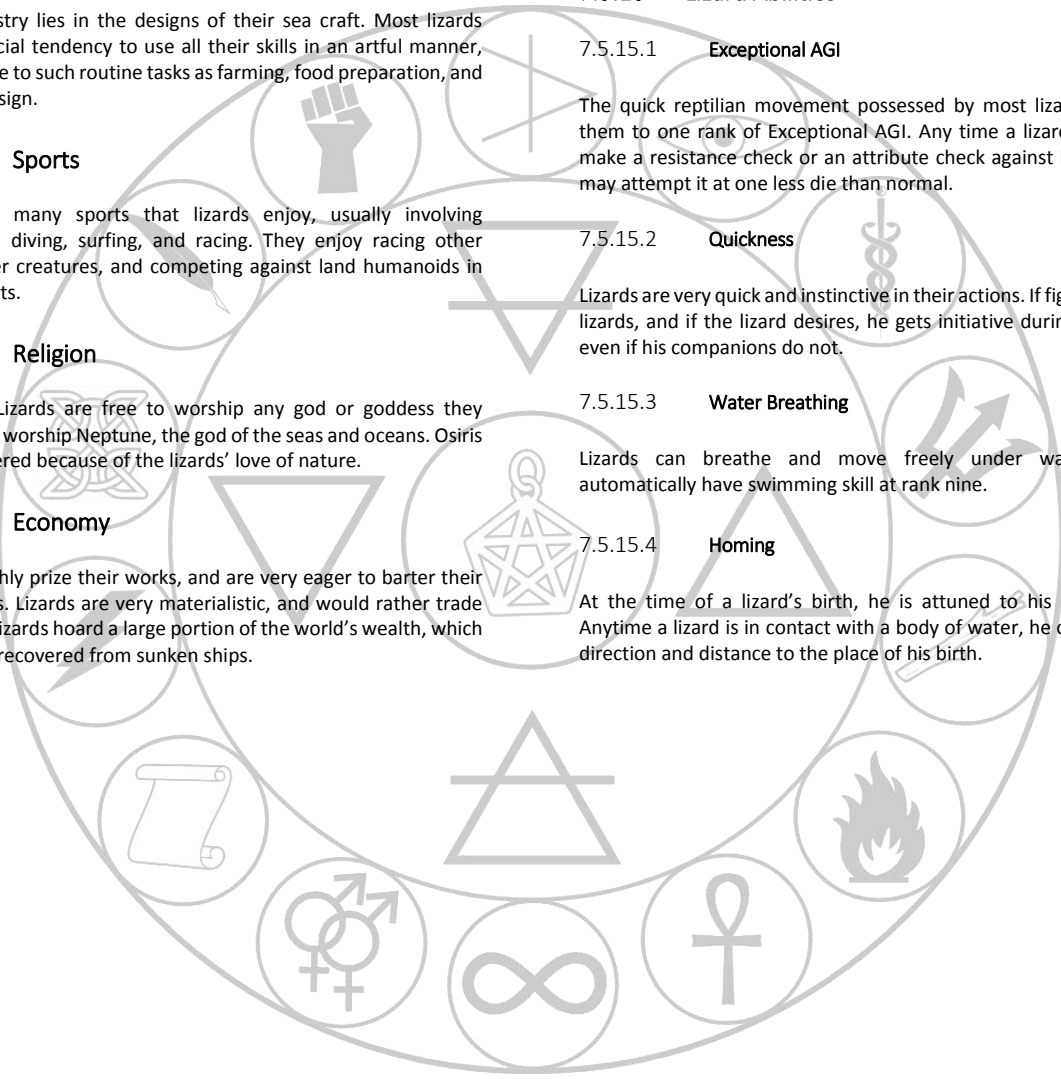 stry lies in the designs of their sea craft. Most lizards
cial tendency to use all their skills in an artful manner,
e to such routine tasks as farming, food preparation, and
sign.
Sports
many sports that lizards enjoy, usually involving
diving, surfing, and racing. They enjoy racing other
er creatures, and competing against land humanoids in
ts.
Religion
Lizards are free to worship any god or goddess they
worship Neptune, the god of the seas and oceans. Osiris
ered because of the lizards' love of nature.
Economy
hly prize their works, and are very eager to barter their
s. Lizards are very materialistic, and would rather trade
izards hoard a large portion of the world's wealth, which
recovered from sunken ships.
Lizard Abilities
7.5.15.1 Exceptional AGI
The quick reptilian movement possessed by most liza
them to one rank of Exceptional AGI. Any time a lizar
make a resistance check or an attribute check against
may attempt it at one less die than normal.
7.5.15.2 Quickness
Lizards are very quick and instinctive in their actions. If fig
lizards, and if the lizard desires, he gets initiative durin
even if his companions do not.
7.5.15.3 Water Breathing
Lizards can breathe and move freely under wa
automatically have swimming skill at rank nine.
7.5.15.4 Homing
At the time of a lizard's birth, he is attuned to his
Anytime a lizard is in contact with a body of water, he c
direction and distance to the place of his birth.